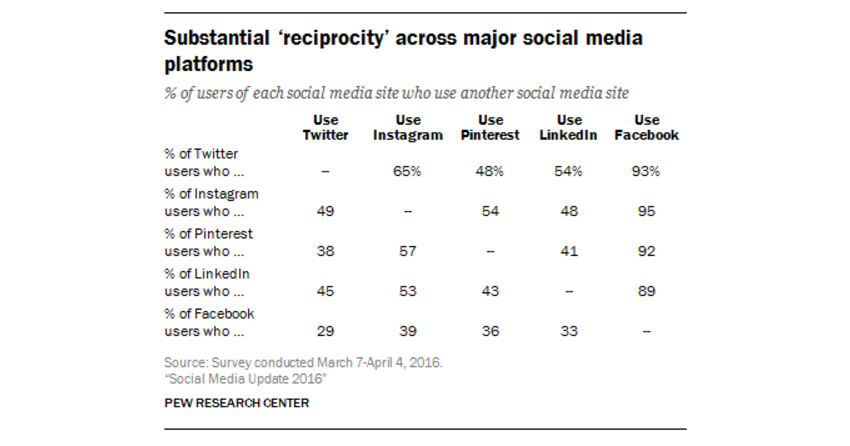 Substantial ‘reciprocity’ across major social media
platforms
% of users of each social media site who use another social media site
Use Twitter Use Instagram Use Pinterest Use LinkedIn Use Facebook
% of Twitter
users who ... -- 65% 48% 54% 93%
% of Instagram
users who ... 49 -- 54 48 95
% of Pinterest
users who ... 38 57 -- 41 92
% of LinkedIn
users who ... 45 53 43 -- 89
% of Facebook
users who ... 29 39 36 33 --
Source: Survey conducted March 7-April 4, 2016.
“Social Media Update 2016”
PEW RESEARCH CENTER